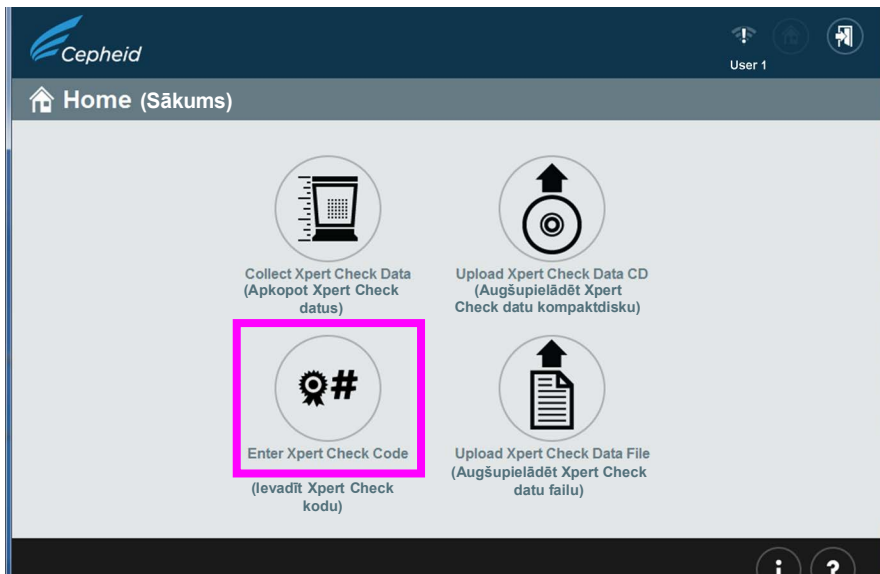 Cepheid
User 1
Home (Sākums)
Collect Xpert Check Data
(Apkopot Xpert Check
datus)
Upload Xpert Check Data CD
(Augšupielādēt Xpert
Check datu kompaktdisku)
#
Enter Xpert Check Code
(Ievadīt Xpert Check
kodu)
Upload Xpert Check Data File
(Augšupielādēt Xpert Check
datu failu)
i ?